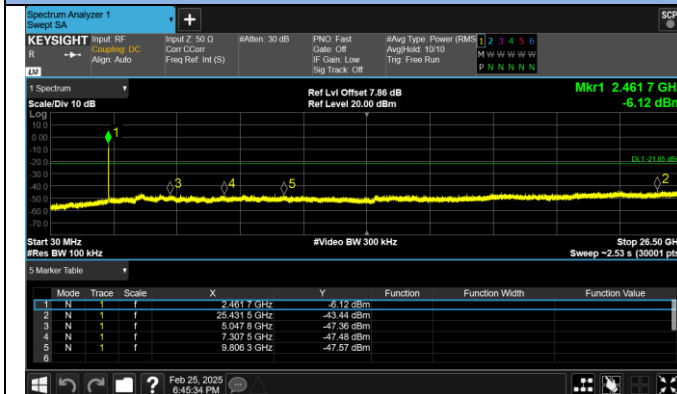 Spectrum Analyzer 1
Swept SA
+
SCP
KEYSIGHT Input: RF Input Z: 50 Ω #Atten: 30 dB PNO: Fast #Avg Type: Power (RMS 1 2 3 4 5 6
R Coupling: DC Corr CCorr Gate: Off Avg|Hold: 10/10 M W W W W W
Align: Auto Freq Ref: Int (S) IF Gain: Low Trig: Free Run
Sig Track: Off P N N N N N
LXI
1 Spectrum Ref Lvl Offset 7.86 dB Mkr1 2.461 7 GH
Scale/Div 10 dB Ref Level 20.00 dBm -6.12 dBm
Log
10.0
0.00
-10.0
-20.0
-30.0
-40.0
-50.0
-60.0
-70.0
1
DL1 -21.65 dB
3 4 5 2
Start 30 MHz #Video BW 300 kHz Stop 26.50 GH
#Res BW 100 kHz Sweep ~2.53 s (30001 pts
5 Marker Table
Mode Trace Scale X Y Function Function Width Function Value
1 N 1 f 2.461 7 GHz -6.12 dBm
2 N 1 f 25.431 5 GHz -43.44 dBm
3 N 1 f 5.047 8 GHz -47.36 dBm
4 N 1 f 7.307 5 GHz -47.48 dBm
5 N 1 f 9.806 3 GHz -47.57 dBm
6
? Feb 25, 2025
6:45:34 PM